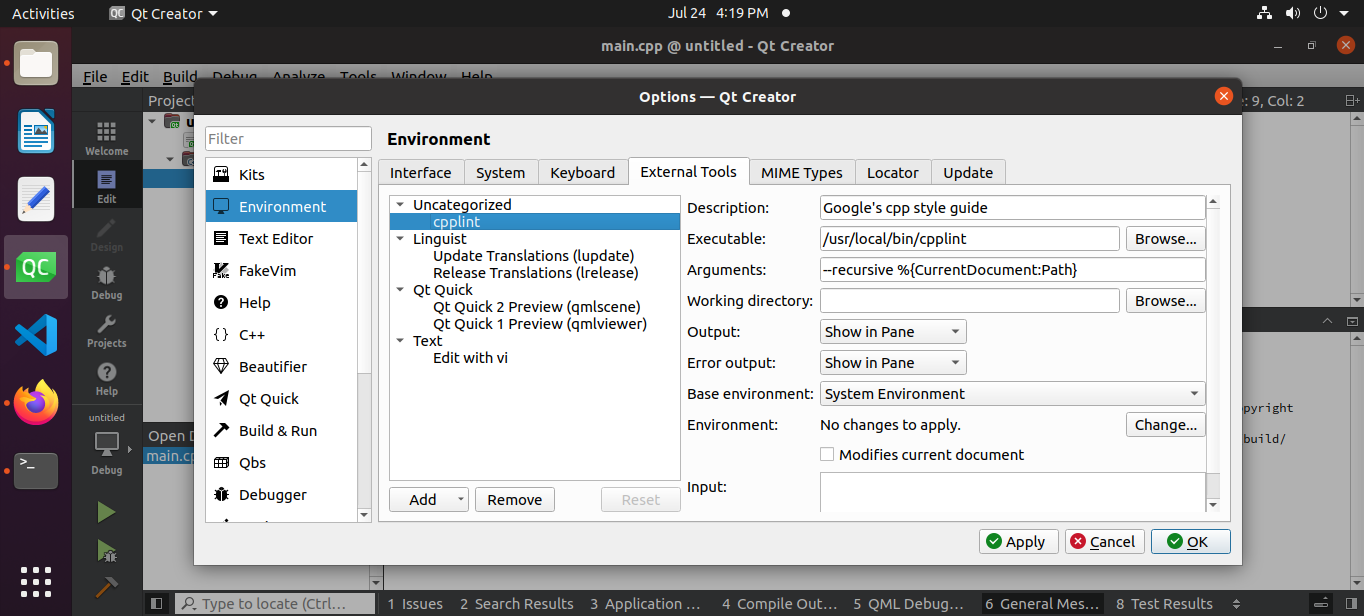 Activities
Qt Creator
Jul 24 4:19 PM
main.cpp @ untitled - Qt Creator
File Edit Build Debug Analyze Tools Window Help
Options — Qt Creator
: 9, Col: 2
Welcome
Edit
Design
Debug
Projects
Help
untitled
Debug
Filter
Kits
Environment
Text Editor
FakeVim
Help
C++
Beautifier
Qt Quick
Build & Run
Qbs
Debugger
Environment
Interface System Keyboard External Tools MIME Types Locator Update
Uncategorized
cpplint
Linguist
Update Translations (lupdate)
Release Translations (lrelease)
Qt Quick
Qt Quick 2 Preview (qmlscene)
Qt Quick 1 Preview (qmlviewer)
Text
Edit with vi
Add Remove Reset
Description: Google's cpp style guide
Executable: /usr/local/bin/cpplint Browse...
Arguments: --recursive %{CurrentDocument:Path}
Working directory: Browse...
Output: Show in Pane
Error output: Show in Pane
Base environment: System Environment
Environment: No changes to apply. Change...
Modifies current document
Input:
Apply Cancel OK
build/
Type to locate (Ctrl... 1 Issues 2 Search Results 3 Application ... 4 Compile Out... 5 QML Debug... 6 General Mes... 8 Test Results